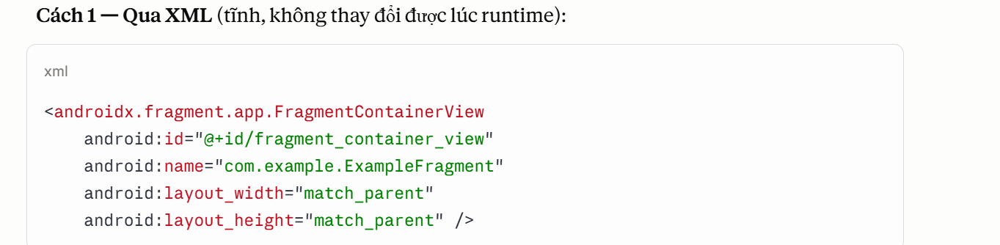 Cách 1 — Qua XML (tĩnh, không thay đổi được lúc runtime):
xml
<androidx.fragment.app.FragmentContainerView
    android:id="@+id/fragment_container_view"
    android:name="com.example.ExampleFragment"
    android:layout_width="match_parent"
    android:layout_height="match_parent" />